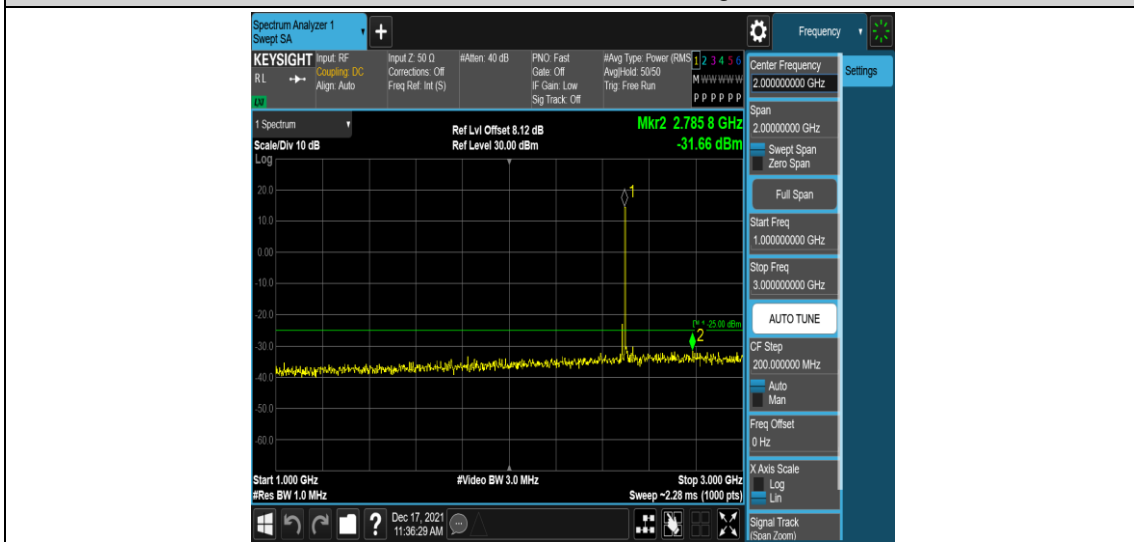 Spectrum Analyzer 1
Swept SA
+
Frequency
KEYSIGHT
RL
LXI
Input: RF
Coupling: DC
Align: Auto
Input Z: 50 Ω
Corrections: Off
Freq Ref: Int (S)
#Atten: 40 dB
PNO: Fast
Gate: Off
IF Gain: Low
Sig Track: Off
#Avg Type: Power (RMS
Avg|Hold: 50/50
Trig: Free Run
1 2 3 4 5 6
M W W W W W
P P P P P P
1 Spectrum
Scale/Div 10 dB
Log
Ref Lvl Offset 8.12 dB
Ref Level 30.00 dBm
Mkr2 2.785 8 GHz
-31.66 dBm
20.0
10.0
0.00
-10.0
-20.0
-30.0
-40.0
-50.0
-60.0
1
-25.00 dBm
2
Start 1.000 GHz
#Res BW 1.0 MHz
#Video BW 3.0 MHz
Stop 3.000 GHz
Sweep ~2.28 ms (1000 pts)
?
Dec 17, 2021
11:36:29 AM
Center Frequency
2.000000000 GHz
Span
2.00000000 GHz
Swept Span
Zero Span
Full Span
Start Freq
1.000000000 GHz
Stop Freq
3.000000000 GHz
AUTO TUNE
CF Step
200.000000 MHz
Auto
Man
Freq Offset
0 Hz
X Axis Scale
Log
Lin
Signal Track
(Span Zoom)
Settings